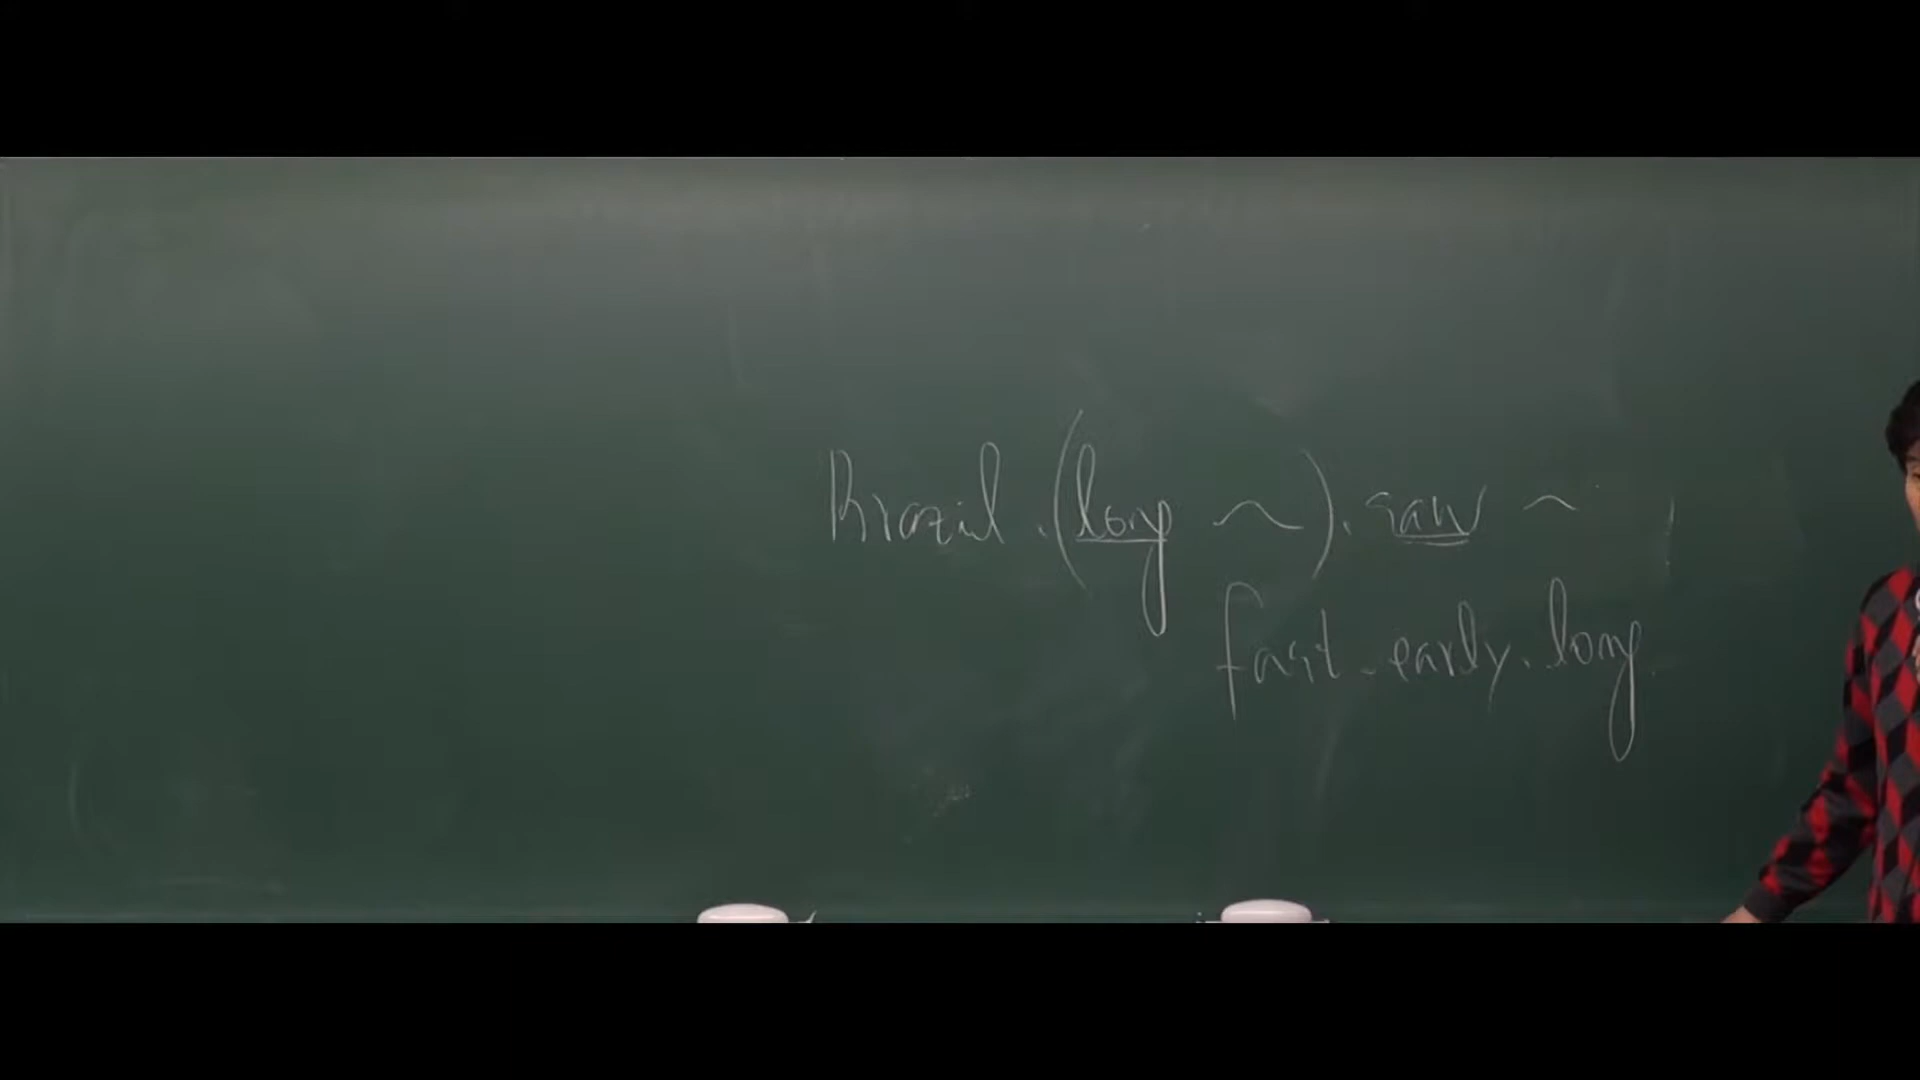 Brazil. (long ~). saw ~
fast. early. long.